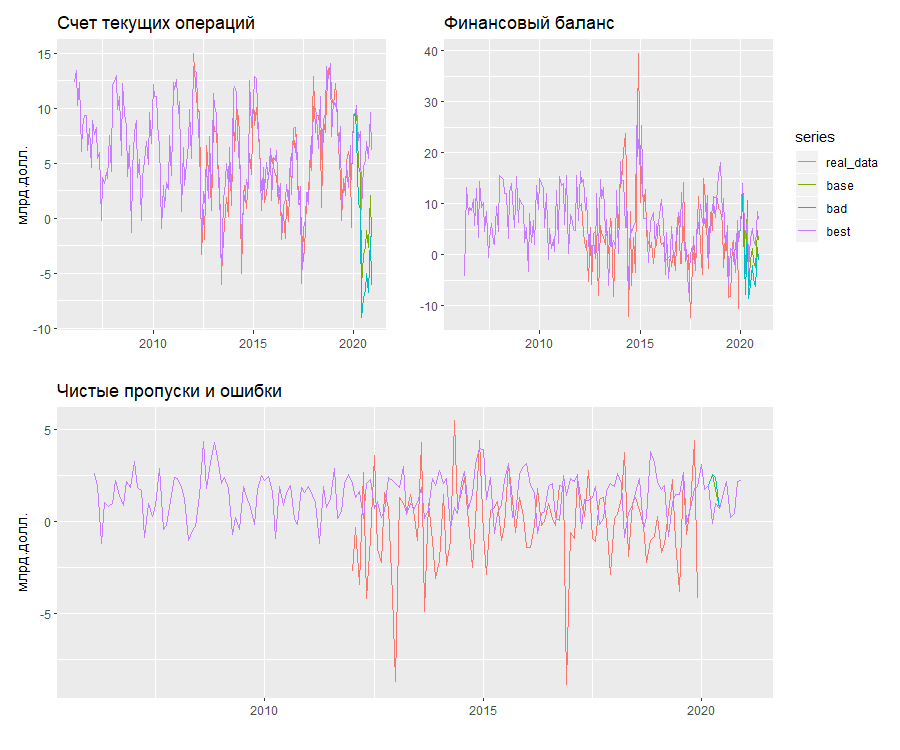 Счет текущих операций
Финансовый баланс
млрд.долл.
15
10
5
0
-5
-10
2010
2015
2020
40
30
20
10
0
-10
2010
2015
2020
series
real_data
base
bad
best
Чистые пропуски и ошибки
млрд.долл.
5
0
-5
2010
2015
2020